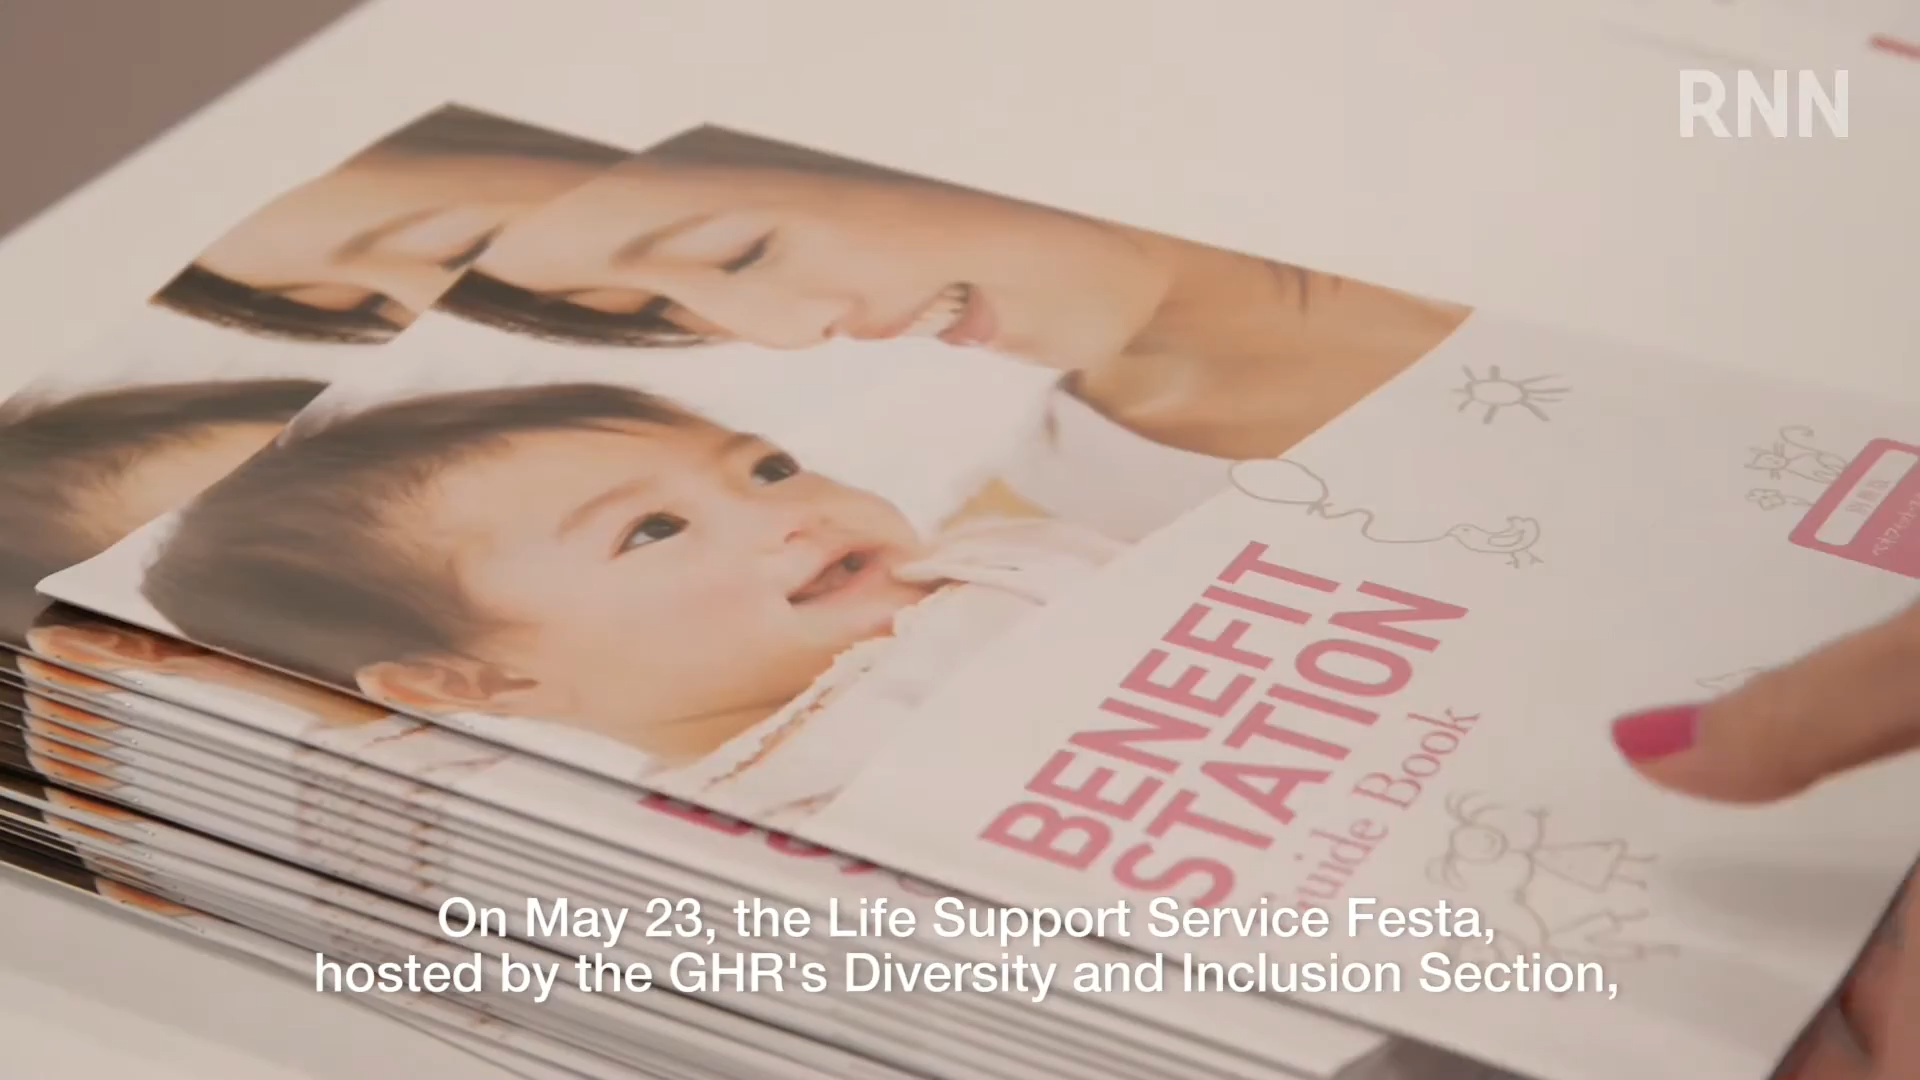 RNN
BENEFIT
STATION
Guide Book
On May 23, the Life Support Service Festa,
hosted by the GHR's Diversity and Inclusion Section,